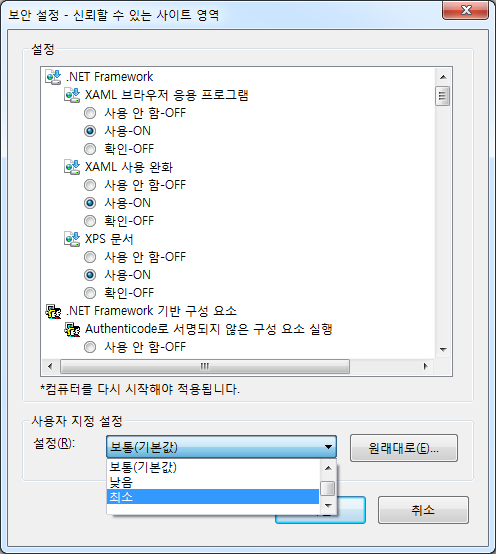 보안 설정 - 신뢰할 수 있는 사이트 영역
설정
.NET Framework
XAML 브라우저 응용 프로그램
사용 안 함-OFF
사용-ON
확인-OFF
XAML 사용 완화
사용 안 함-OFF
사용-ON
확인-OFF
XPS 문서
사용 안 함-OFF
사용-ON
확인-OFF
.NET Framework 기반 구성 요소
Authenticode로 서명되지 않은 구성 요소 실행
사용 안 함-OFF
*컴퓨터를 다시 시작해야 적용됩니다.
사용자 지정 설정
설정(R): 보통(기본값) 원래대로(E)...
보통(기본값)
낮음
최소
취소